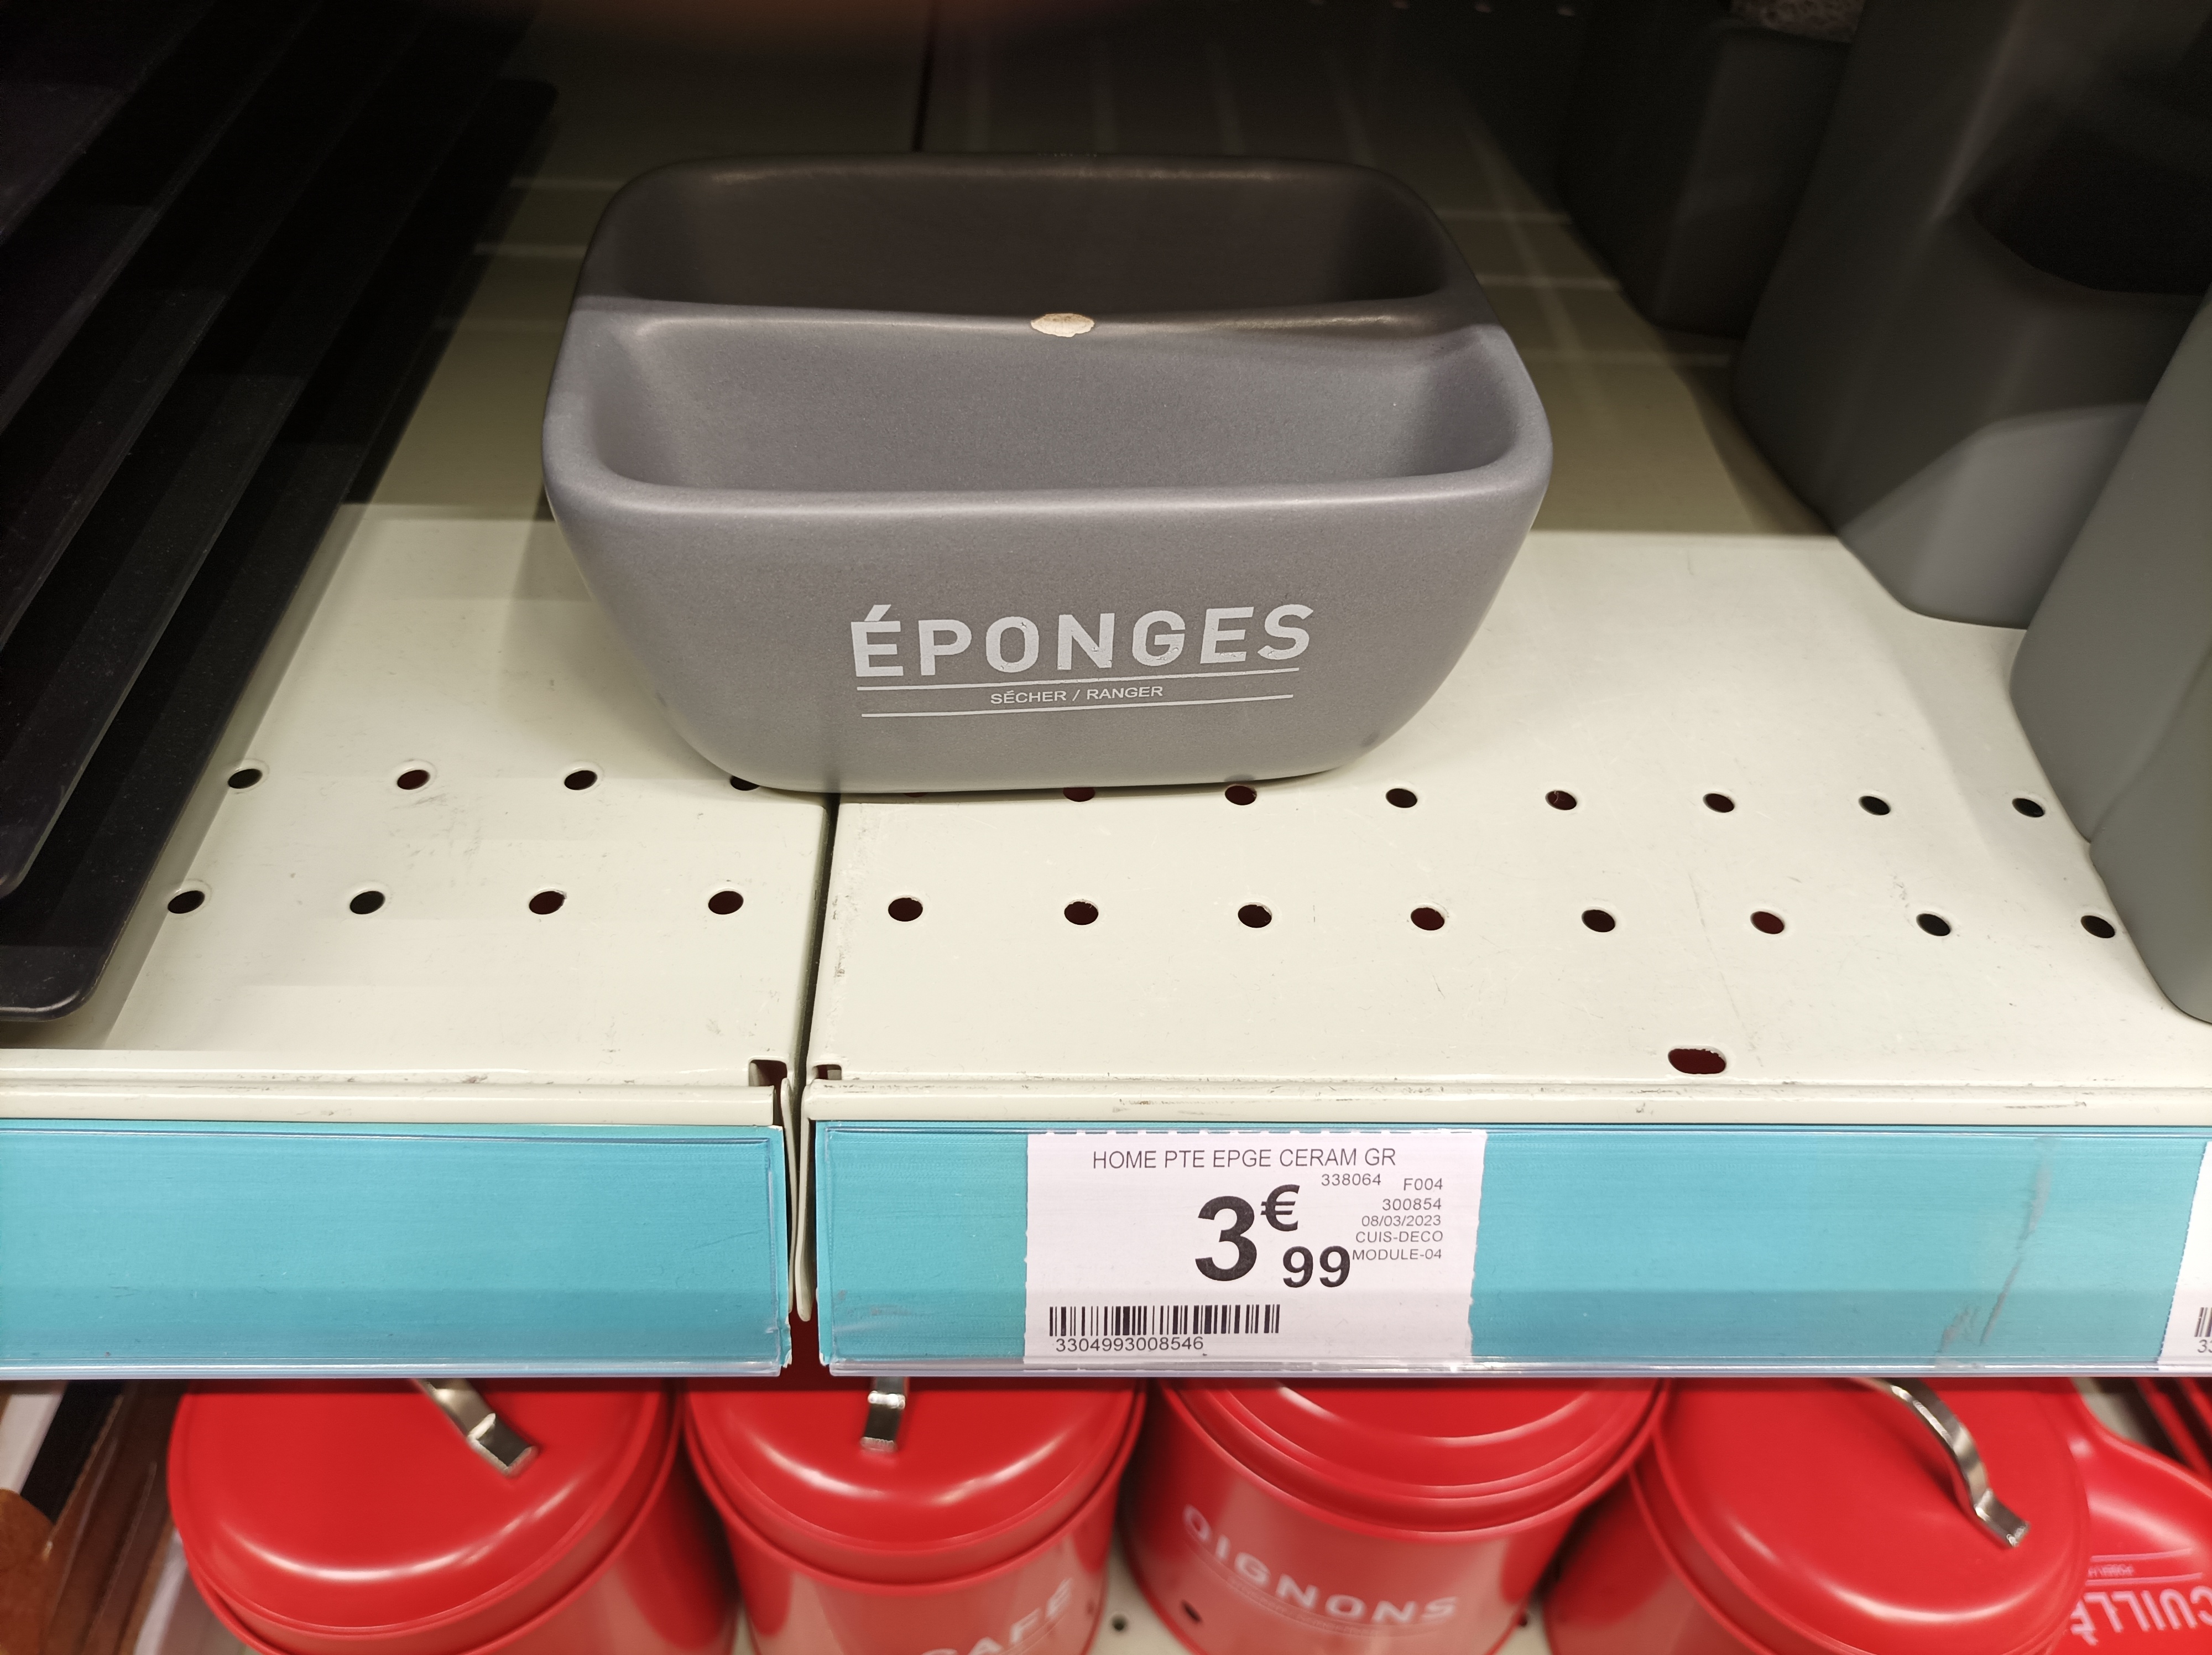 ÉPONGES
SÉCHER / RANGER
HOME PTE EPGE CERAM GR
338064 F004
3€99
300854
08/03/2023
CUIS-DECO
MODULE-04
3304993008546
CAFÉ
OIGNONS